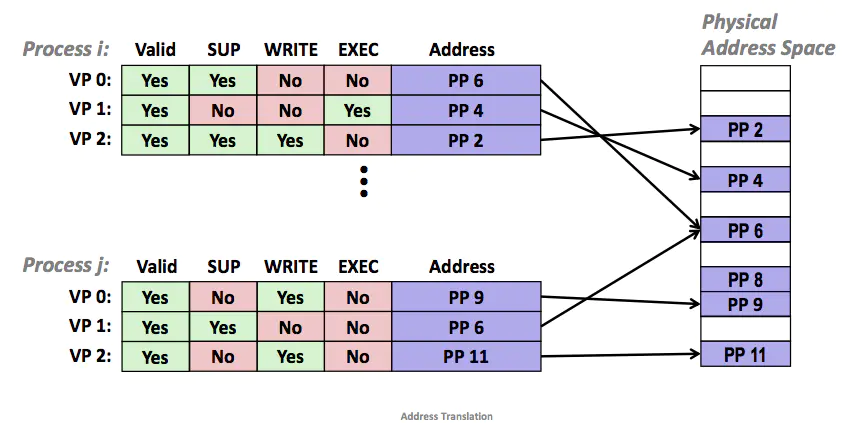 Physical
Address Space
Process i: Valid SUP WRITE EXEC Address
VP 0: Yes Yes No No PP 6
VP 1: Yes No No Yes PP 4
VP 2: Yes Yes Yes No PP 2
PP 2
PP 4
PP 6
PP 8
PP 9
PP 11
Process j: Valid SUP WRITE EXEC Address
VP 0: Yes No Yes No PP 9
VP 1: Yes Yes No No PP 6
VP 2: Yes No Yes No PP 11
Address Translation